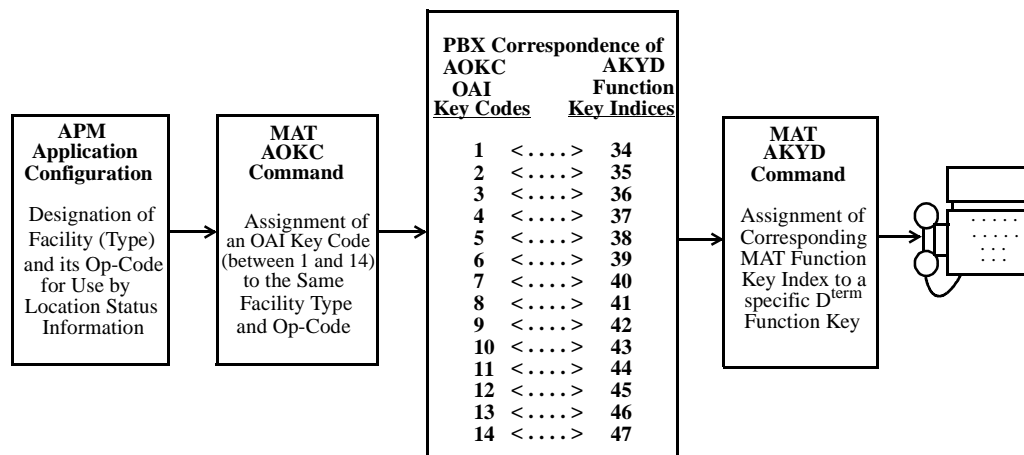 APM
Application
Configuration
Designation of
Facility (Type)
and its Op-Code
for Use by
Location Status
Information
MAT
AOKC
Command
Assignment of
an OAI Key Code
(between 1 and 14)
to the Same
Facility Type
and Op-Code
PBX Correspondence of
AOKC AKYD
OAI Function
Key Codes Key Indices
1 <....> 34
2 <....> 35
3 <....> 36
4 <....> 37
5 <....> 38
6 <....> 39
7 <....> 40
8 <....> 41
9 <....> 42
10 <....> 43
11 <....> 44
12 <....> 45
13 <....> 46
14 <....> 47
MAT
AKYD
Command
Assignment of
Corresponding
MAT Function
Key Index to a
specific Dterm
Function Key